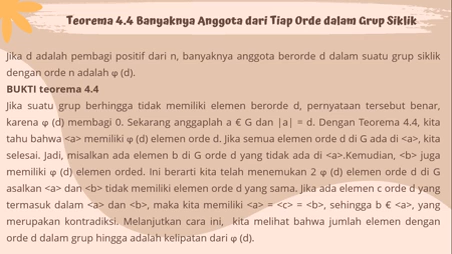 Teorema 4.4 Banyaknya Anggota dari Tiap Orde dalam Grup Siklik
Jika d adalah pembagi positif dari n, banyaknya anggota berorde d dalam suatu grup siklik
dengan orde n adalah φ (d).
BUKTI teorema 4.4
Jika suatu grup berhingga tidak memiliki elemen berorde d, pernyataan tersebut benar,
karena φ (d) membagi 0. Sekarang anggaplah a € G dan |a| = d. Dengan Teorema 4.4, kita
tahu bahwa <a> memiliki φ (d) elemen orde d. Jika semua elemen orde d di G ada di <a>, kita
selesai. Jadi, misalkan ada elemen b di G orde d yang tidak ada di <a>.Kemudian, <b> juga
memiliki φ (d) elemen orded. Ini berarti kita telah menemukan 2 φ (d) elemen orde d di G
asalkan <a> dan <b> tidak memiliki elemen orde d yang sama. Jika ada elemen c orde d yang
termasuk dalam <a> dan <b>, maka kita memiliki <a> = <c> = <b>, sehingga b € <a>, yang
merupakan kontradiksi. Melanjutkan cara ini, kita melihat bahwa jumlah elemen dengan
orde d dalam grup hingga adalah kelipatan dari φ (d).